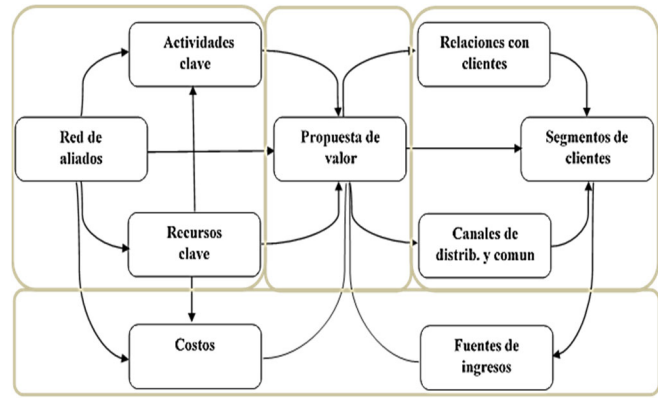 Actividades
clave
Relaciones con
clientes
Red de
aliados
Propuesta de
valor
Segmentos de
clientes
Recursos
clave
Canales de
distrib. y comun
Costos
Fuentes de
ingresos